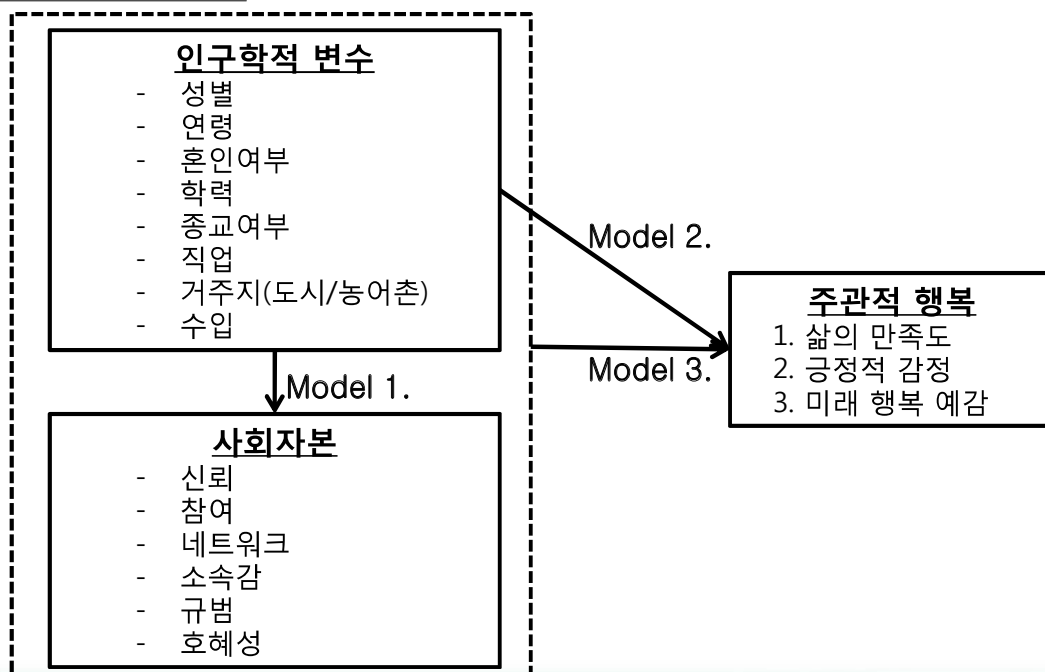 인구학적 변수
- 성별
- 연령
- 혼인여부
- 학력
- 종교여부
- 직업
- 거주지(도시/농어촌)
- 수입
Model 1.
사회자본
- 신뢰
- 참여
- 네트워크
- 소속감
- 규범
- 호혜성
Model 2.
Model 3.
주관적 행복
1. 삶의 만족도
2. 긍정적 감정
3. 미래 행복 예감